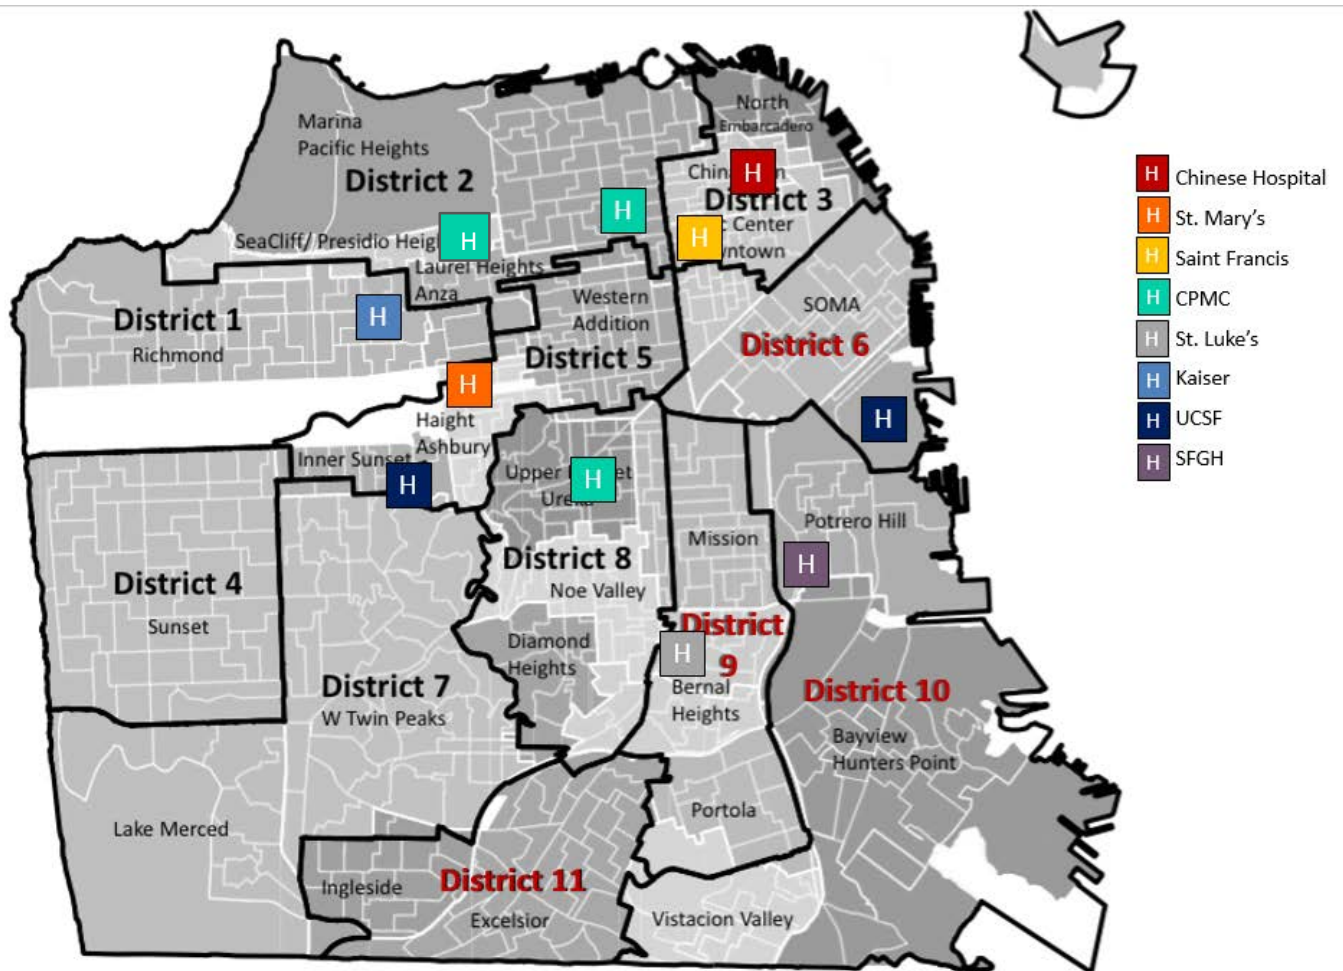 Marina
Pacific Heights
District 2
SeaCliff/ Presidio
Laurel Heights
Anza
H
H
North
Embarcadero
H
District 3
Center
H
District 1
Richmond
H
Western
Addition
District 5
SOMA
District 6
H
H
Haight
Ashbury
Inner Sunset
H
Upper
H
District 8
Noe Valley
Diamond
Heights
Mission
Potrero Hill
H
District 4
Sunset
District 7
W Twin Peaks
Lake Merced
District
9
H
Bernal
Heights
District 10
Bayview
Hunters Point
Portola
Ingleside
District 11
Excelsior
Vistacion Valley
H Chinese Hospital
H St. Mary's
H Saint Francis
H CPMC
H St. Luke's
H Kaiser
H UCSF
H SFGH